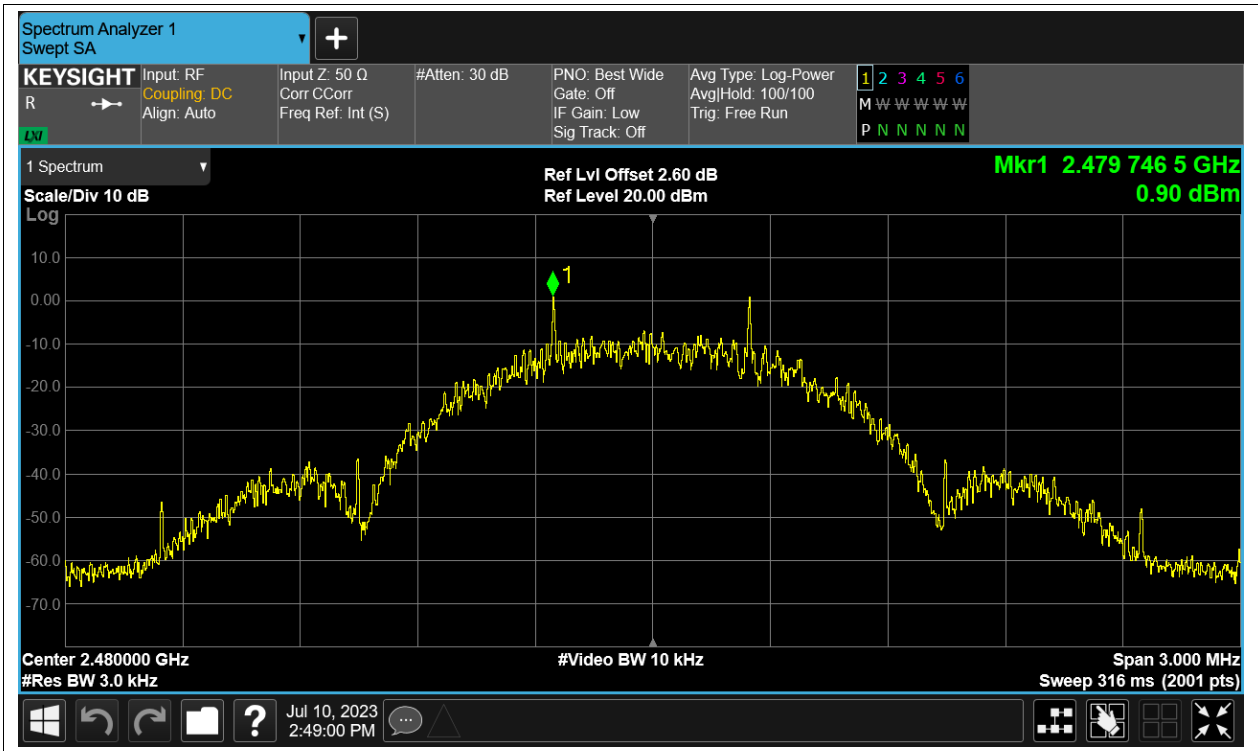 Spectrum Analyzer 1
Swept SA
+
KEYSIGHT
R
LXI
Input: RF
Coupling: DC
Align: Auto
Input Z: 50 Ω
Corr CCorr
Freq Ref: Int (S)
#Atten: 30 dB
PNO: Best Wide
Gate: Off
IF Gain: Low
Sig Track: Off
Avg Type: Log-Power
Avg|Hold: 100/100
Trig: Free Run
1 2 3 4 5 6
M W W W W W
P N N N N N
1 Spectrum
Scale/Div 10 dB
Ref Lvl Offset 2.60 dB
Ref Level 20.00 dBm
Mkr1 2.479 746 5 GHz
0.90 dBm
Log
10.0
0.00
-10.0
-20.0
-30.0
-40.0
-50.0
-60.0
-70.0
1
Center 2.480000 GHz
#Res BW 3.0 kHz
#Video BW 10 kHz
Span 3.000 MHz
Sweep 316 ms (2001 pts)
?
Jul 10, 2023
2:49:00 PM